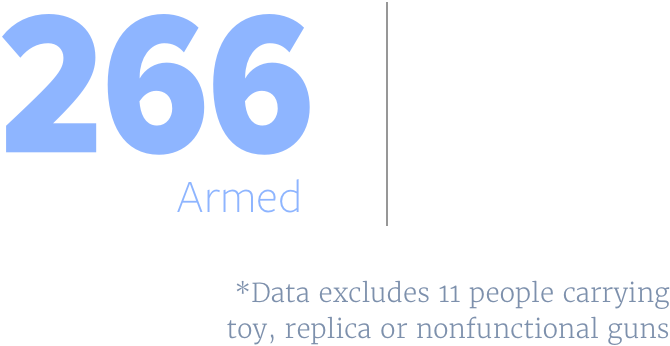 266
Armed
*Data excludes 11 people carrying
toy, replica or nonfunctional guns